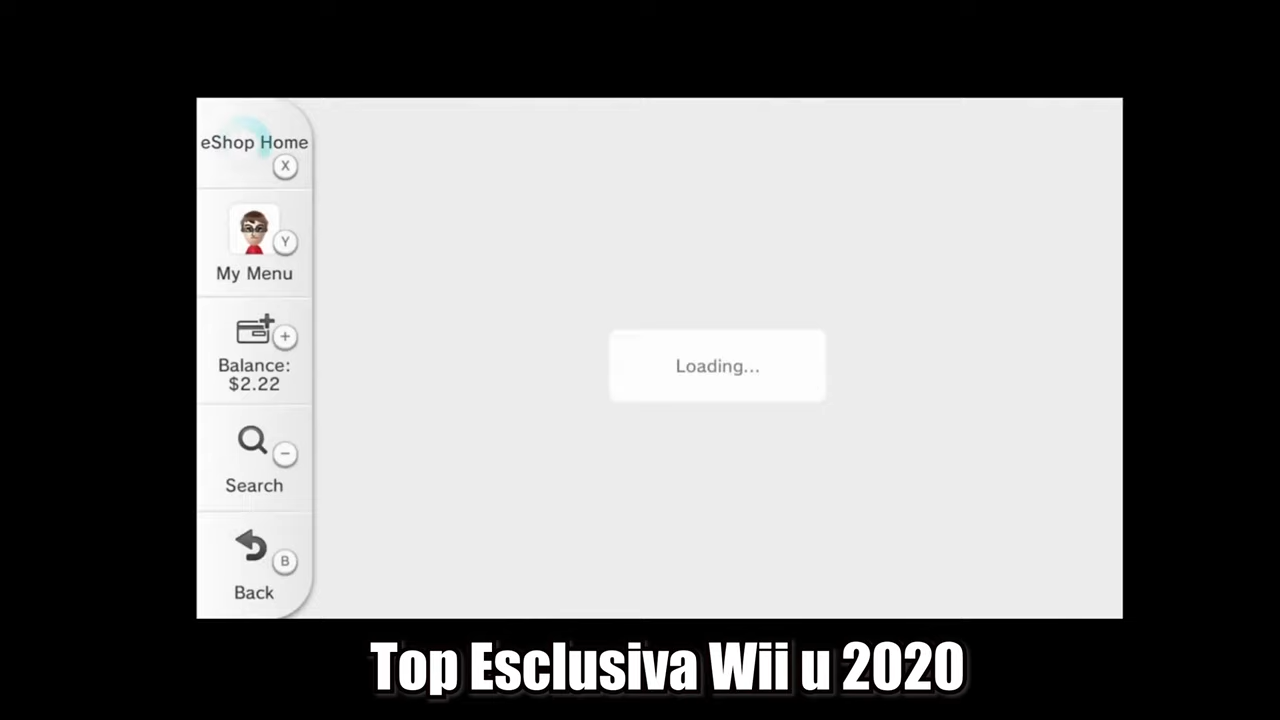 eShop Home
X
Y
My Menu
+
Balance:
$2.22
Loading...
−
Search
B
Back
Top Esclusiva Wii u 2020